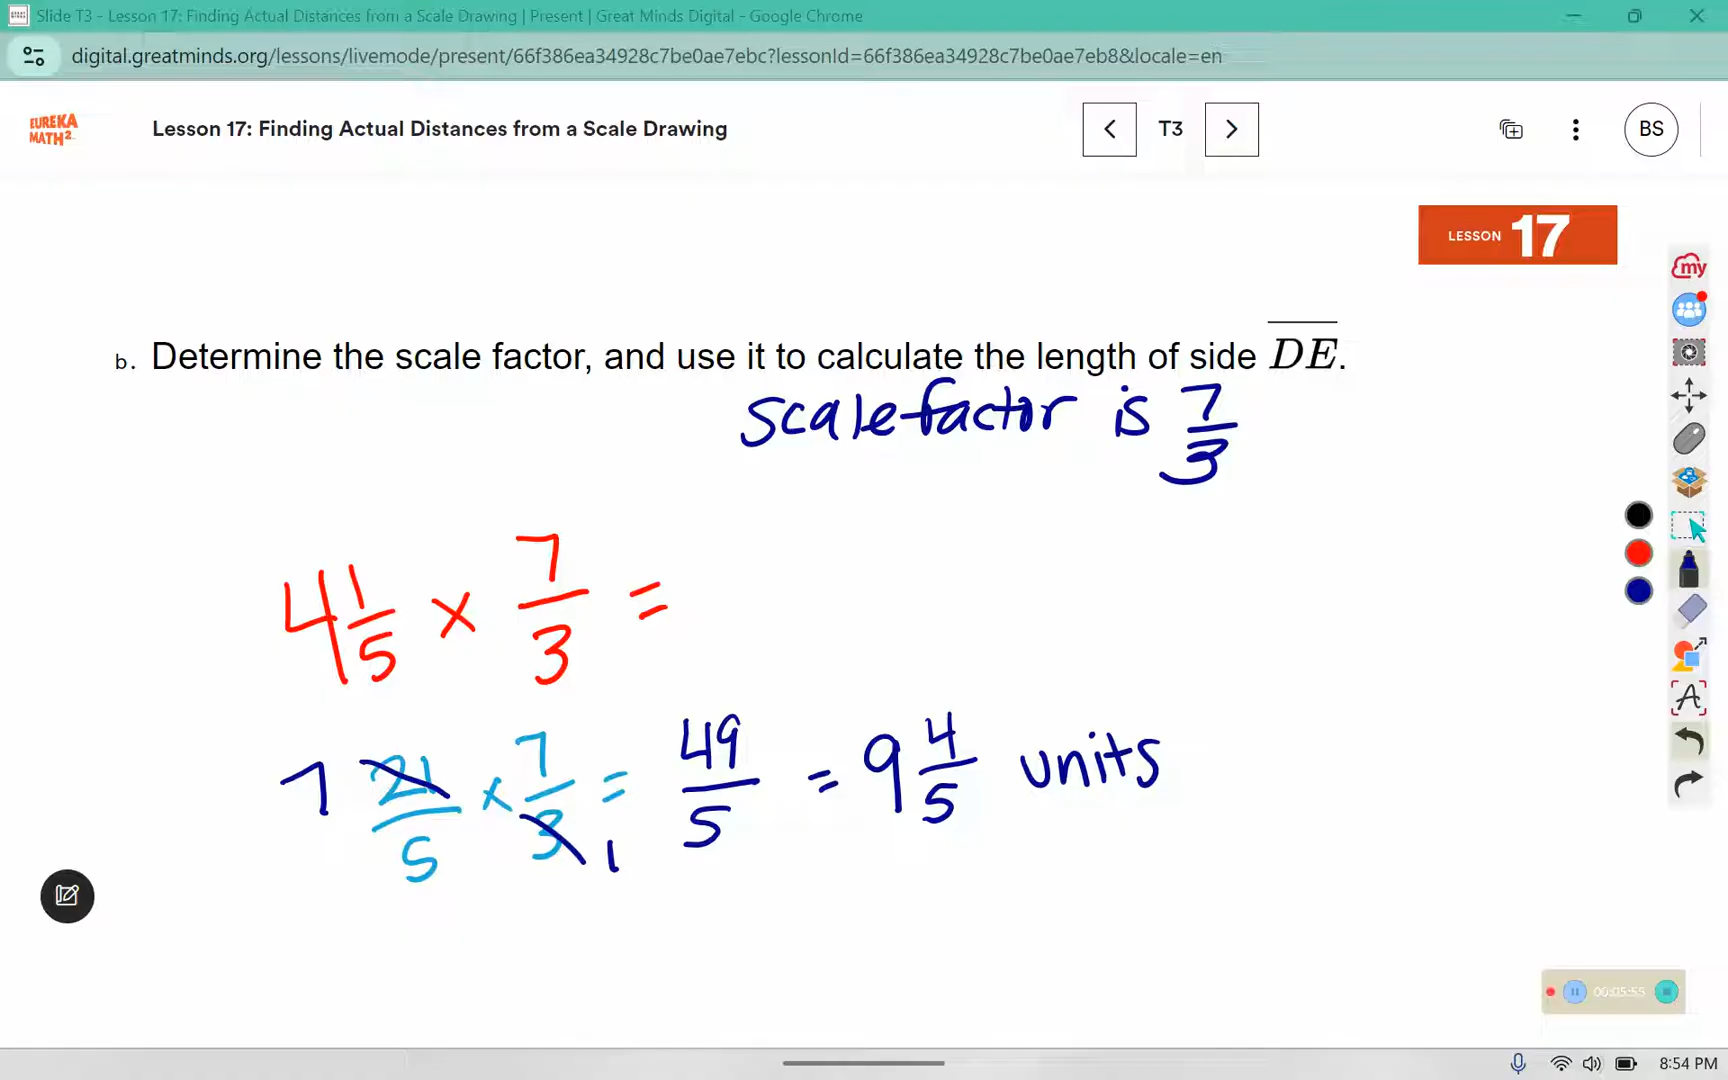 Slide T3 - Lesson 17: Finding Actual Distances from a Scale Drawing | Present | Great Minds Digital - Google Chrome
digital.greatminds.org/lessons/livemode/present/66f386ea34928c7be0ae7ebc?lessonId=66f386ea34928c7be0ae7eb8&locale=en
EUREKA
MATH²
Lesson 17: Finding Actual Distances from a Scale Drawing
T3
BS
LESSON 17
my
b. Determine the scale factor, and use it to calculate the length of side DE.
scale factor is 7/3
4 1/5 × 7/3 =
7 21/5 × 7/3 1 = 49/5 = 9 4/5 units
A
00:05:55
8:54 PM